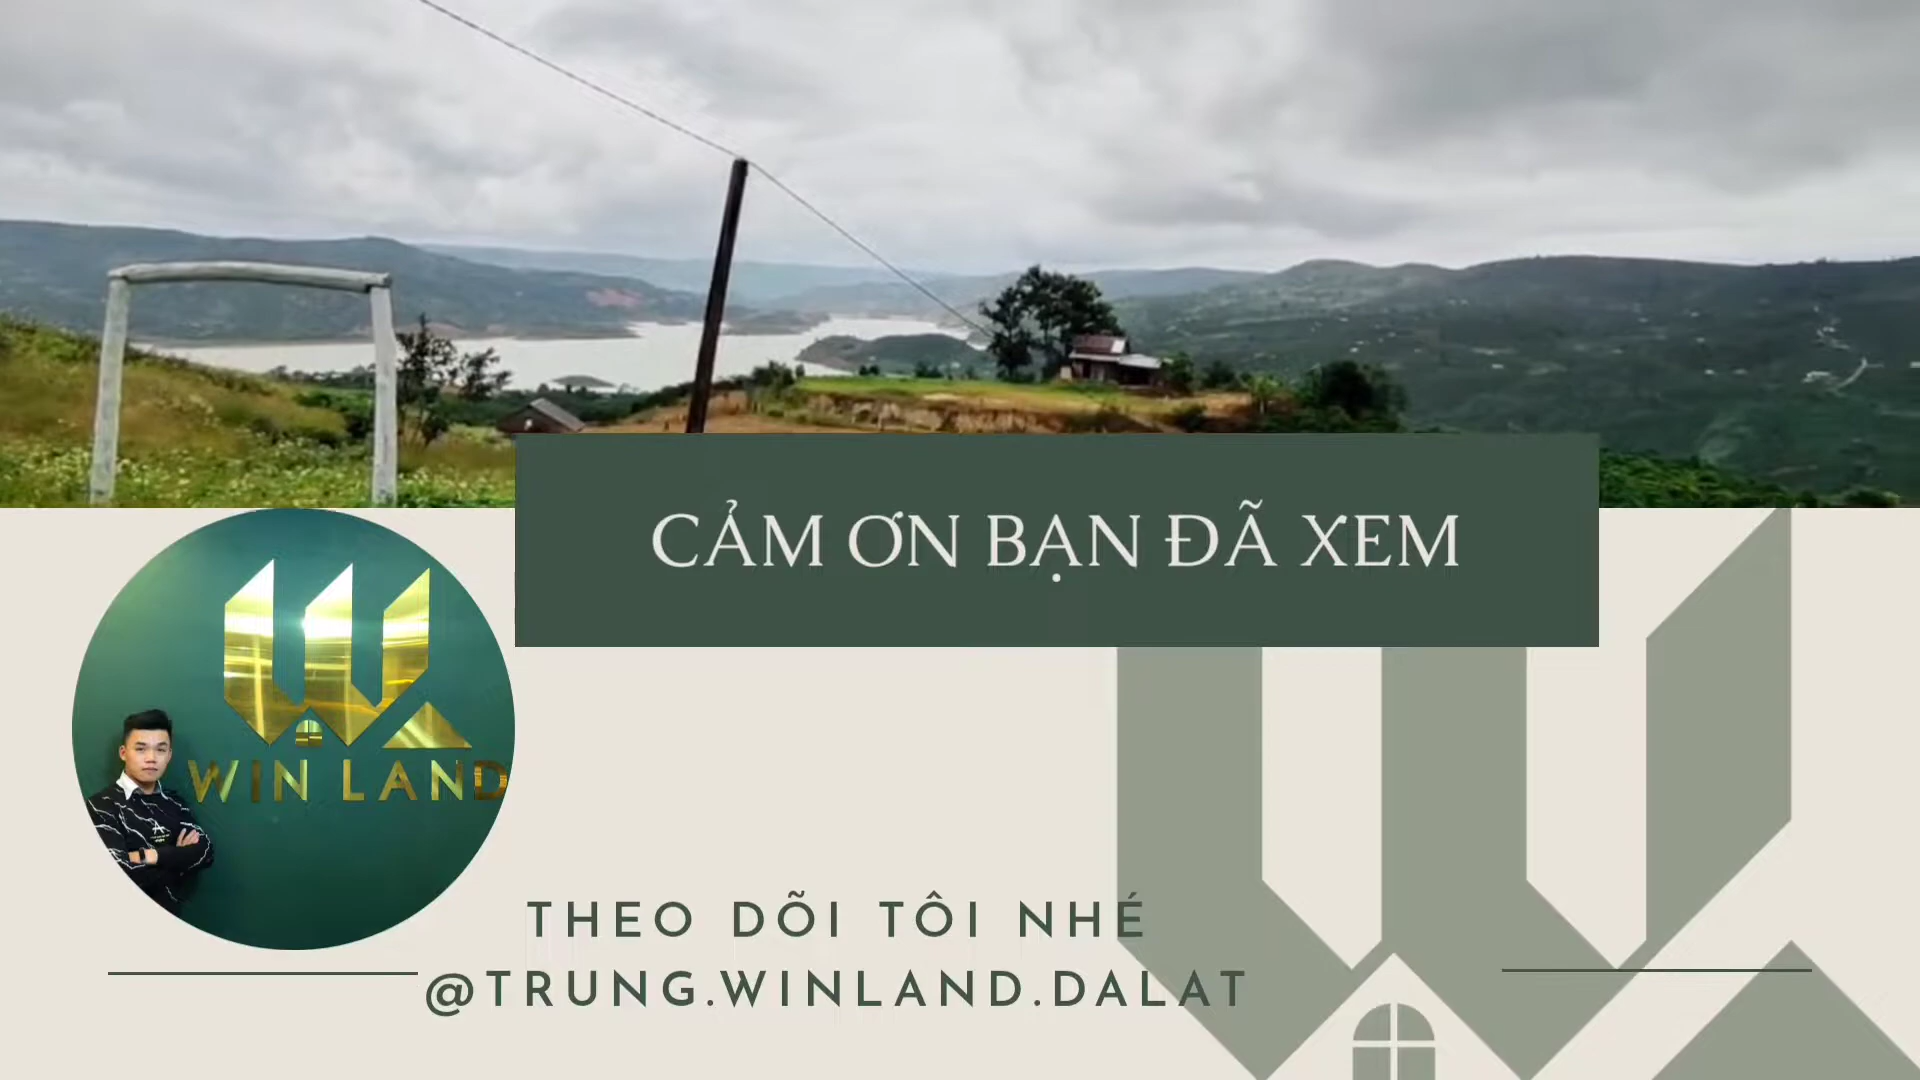 CẢM ƠN BẠN ĐÃ XEM
WIN LAND
THEO DÕI TÔI NHÉ
@TRUNG.WINLAND.DALAT